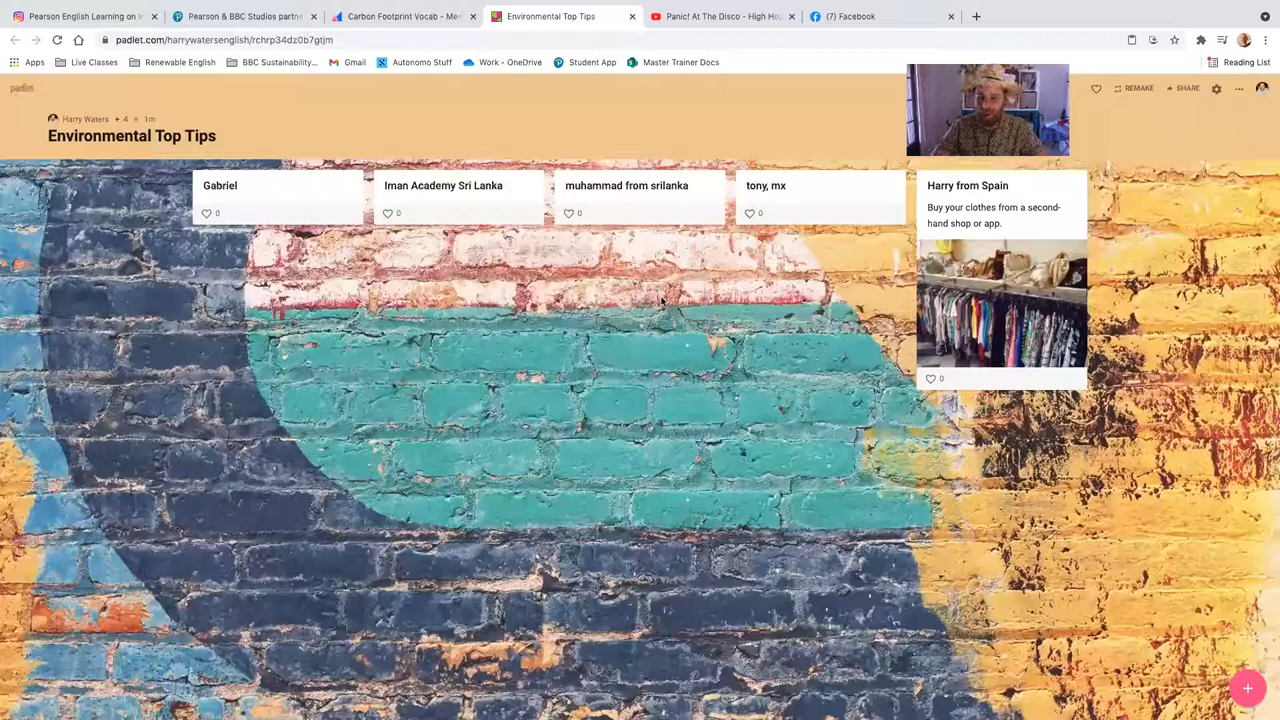 Pearson English Learning on I
Pearson & BBC Studios partne
Carbon Footprint Vocab - Me
Environmental Top Tips
Panic! At The Disco - High Ho
(7) Facebook
padlet.com/harrywatersenglish/rchrp34dz0b7gtjm
Apps
Live Classes
Renewable English
BBC Sustainability...
Gmail
Autonomo Stuff
Work - OneDrive
Student App
Master Trainer Docs
Reading List
padlet
REMAKE
SHARE
Harry Waters
4
1m
Environmental Top Tips
Gabriel
0
Iman Academy Sri Lanka
0
muhammad from srilanka
0
tony, mx
0
Harry from Spain
Buy your clothes from a second-
hand shop or app.
0